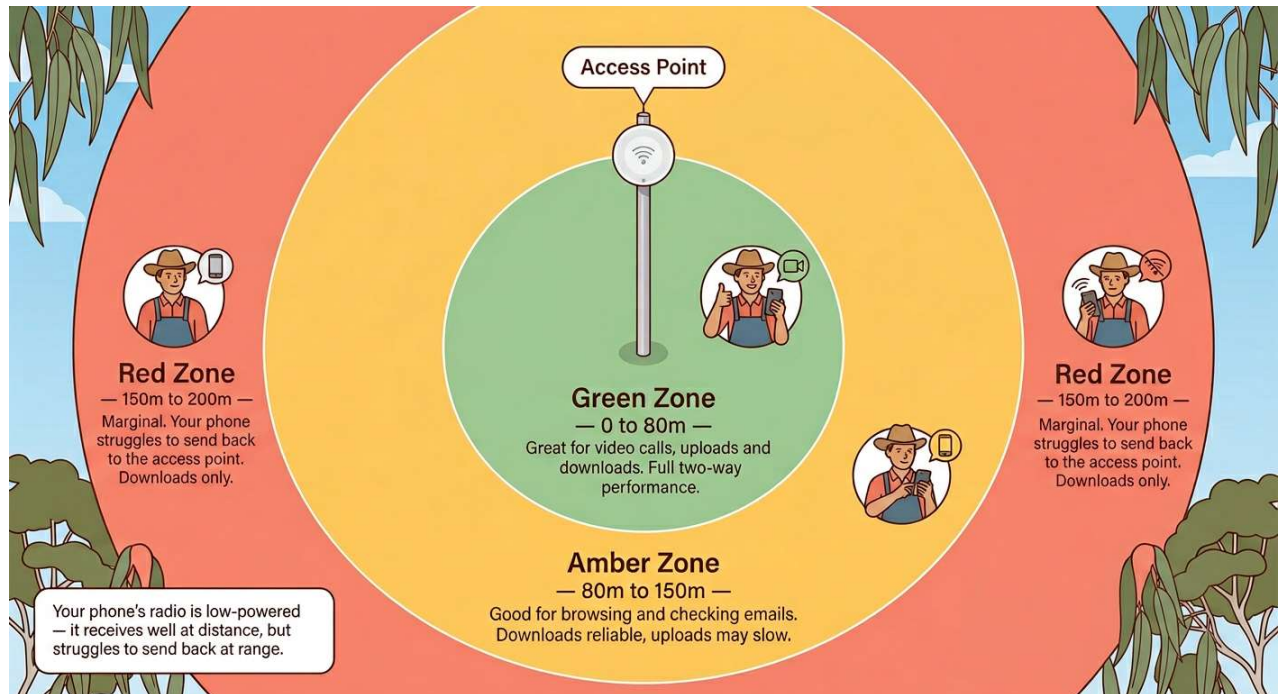 Access Point
Red Zone
— 150m to 200m —
Marginal. Your phone
struggles to send back
to the access point.
Downloads only.
Green Zone
— 0 to 80m —
Great for video calls, uploads and
downloads. Full two-way
performance.
Red Zone
— 150m to 200m —
Marginal. Your phone
struggles to send back
to the access point.
Downloads only.
Amber Zone
— 80m to 150m —
Good for browsing and checking emails.
Downloads reliable, uploads may slow.
Your phone's radio is low-powered
— it receives well at distance, but
struggles to send back at range.